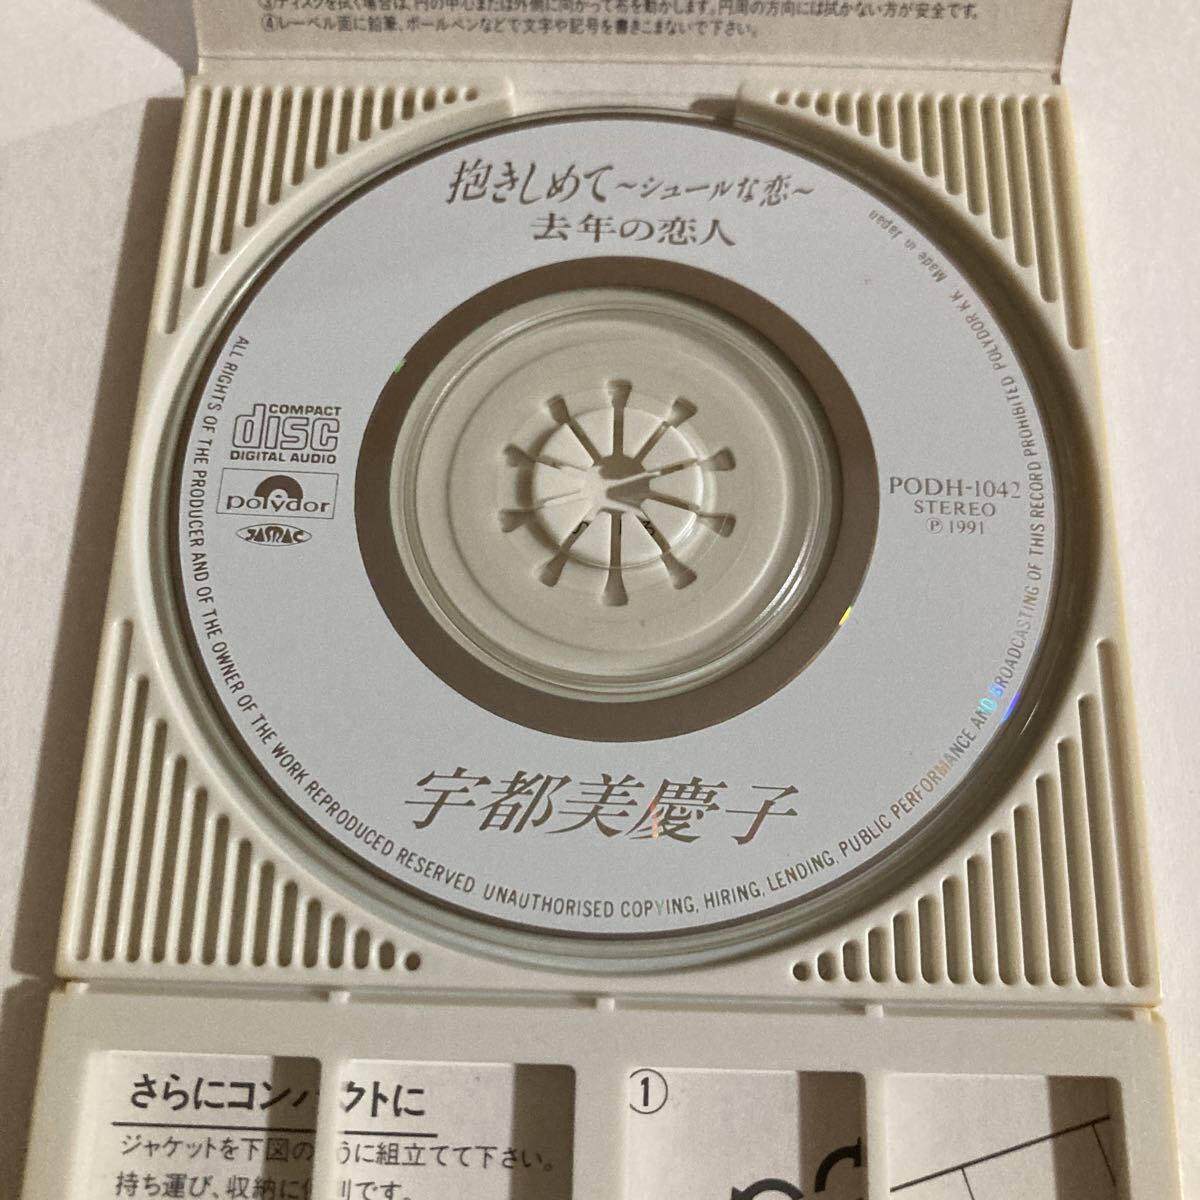 ③ディスクを拭く場合は、円の中心または外側に向かって布を動かします。円周の方向には拭かない方が安全です。
④レーベル面に鉛筆、ボールペンなどで文字や記号を書きこまないで下さい。
抱きしめて〜シュールな恋〜
去年の恋人
COMPACT
disc
DIGITAL AUDIO
polydor
JASRAC
PODH-1042
STEREO
Ⓟ 1991
宇都美慶子
ALL RIGHTS OF THE PRODUCER AND OF THE OWNER OF THE WORK REPRODUCED RESERVED. UNAUTHORISED COPYING, HIRING, LENDING, PUBLIC PERFORMANCE AND BROADCASTING OF THIS RECORD PROHIBITED POLYDOR K.K. Made in Japan
さらにコン クトに
ジャケットを下図の うに組立てて下さい。
持ち運び、収納に 利です。
①